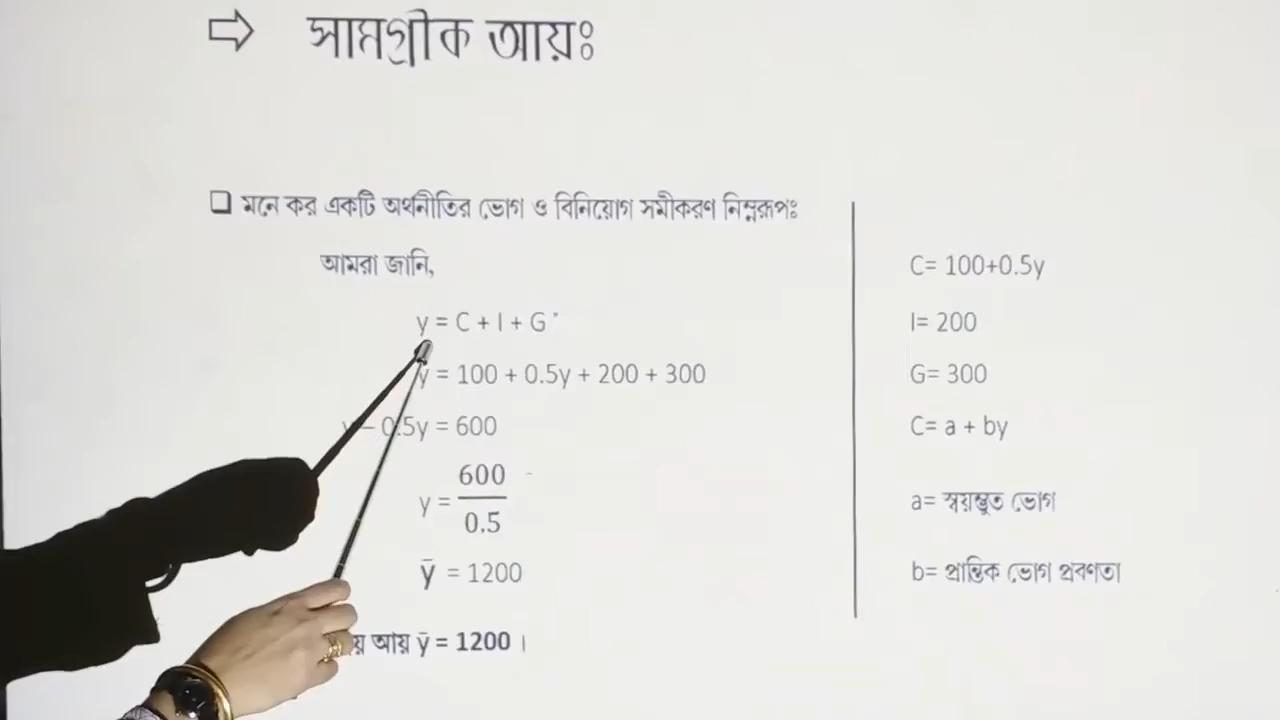 সামগ্রীক আয়ঃ
মনে কর একটি অর্থনীতির ভোগ ও বিনিয়োগ সমীকরণ নিম্নরূপঃ
আমরা জানি,
y = C + I + G
y = 100 + 0.5y + 200 + 300
y – 0.5y = 600
y = 600/0.5
ȳ = 1200
আয় ȳ = 1200 ।
C= 100+0.5y
I= 200
G= 300
C= a + by
a= স্বয়ম্ভুত ভোগ
b= প্রান্তিক ভোগ প্রবণতা